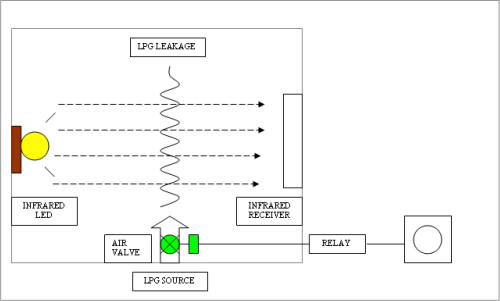 LPG LEAKAGE
INFRARED
LED
INFRARED
RECEIVER
AIR
VALVE
RELAY
LPG SOURCE